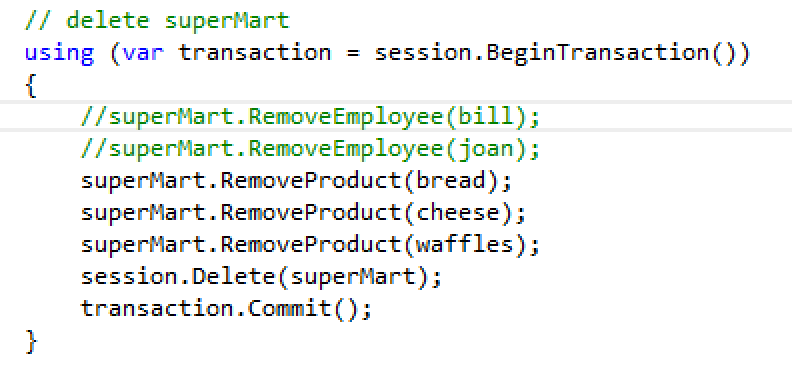 // delete superMart
using (var transaction = session.BeginTransaction())
{
    //superMart.RemoveEmployee(bill);
    //superMart.RemoveEmployee(joan);
    superMart.RemoveProduct(bread);
    superMart.RemoveProduct(cheese);
    superMart.RemoveProduct(waffles);
    session.Delete(superMart);
    transaction.Commit();
}